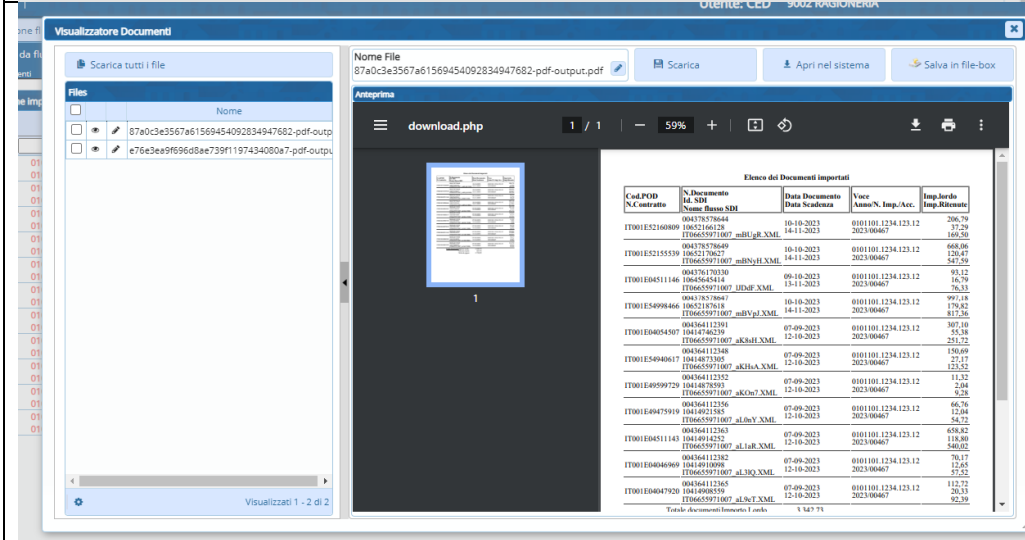 Utente: CED 9002 RAGIONERIA
Visualizzatore Documenti
Scarica tutti i file
Files
Nome
87a0c3e3567a61569454092834947682-pdf-outp
e76e3ea9f696d8ae739f1197434080a7-pdf-outpu
Visualizzati 1 - 2 di 2
Nome File
87a0c3e3567a61569454092834947682-pdf-output.pdf
Scarica
Apri nel sistema
Salva in file-box
Anteprima
download.php 1 / 1 59%
1
Elenco dei Documenti importati
Cod.POD N.Documento Data Documento Voce Imp.lordo
N.Contratto Id. SDI Data Scadenza Anno/N. Imp./Acc. Imp.Ritenute
Nome flusso SDI
004378578644 206,79
IT001E52160809 10652166128 10-10-2023 0101101.1234.123.12 37,29
IT06655971007_mBUgR.XML 14-11-2023 2023/00467 169,50
004378578649 668,06
IT001E52155539 10652170627 10-10-2023 0101101.1234.123.12 120,47
IT06655971007_mBNyH.XML 14-11-2023 2023/00467 547,59
004376170330 93,12
IT001E04511146 10645645414 09-10-2023 0101101.1234.123.12 16,79
13-11-2023 2023/00467 76,33
004378578647 997,18
IT001E54998466 10652187618 10-10-2023 0101101.1234.123.12 179,82
IT06655971007_mBVpJ.XML 14-11-2023 2023/00467 817,36
004364112391 307,10
IT001E04054507 10414746239 07-09-2023 0101101.1234.123.12 55,38
IT06655971007_aK8sH.XML 12-10-2023 2023/00467 251,72
004364112348 150,69
IT001E54940617 10414873305 07-09-2023 0101101.1234.123.12 27,17
IT06655971007_aKHsA.XML 12-10-2023 2023/00467 123,52
004364112352 11,32
IT001E49599729 10414878593 07-09-2023 0101101.1234.123.12 2,04
IT06655971007_aKOn7.XML 12-10-2023 2023/00467 9,28
004364112356 66,76
IT001E49475919 10414921585 07-09-2023 0101101.1234.123.12 12,04
IT06655971007_aL0nY.XML 12-10-2023 2023/00467 54,72
004364112363 658,82
IT001E04511143 10414914252 07-09-2023 0101101.1234.123.12 118,80
IT06655971007_aL1aR.XML 12-10-2023 2023/00467 540,02
004364112382 70,17
IT001E04046969 10414910098 07-09-2023 0101101.1234.123.12 12,65
IT06655971007_aL3IQ.XML 12-10-2023 2023/00467 57,52
004364112365 112,72
IT001E04047920 10414908559 07-09-2023 0101101.1234.123.12 20,33
IT06655971007_aL9cT.XML 12-10-2023 2023/00467 92,39
Totale documenti Importo Lordo 3.342,73